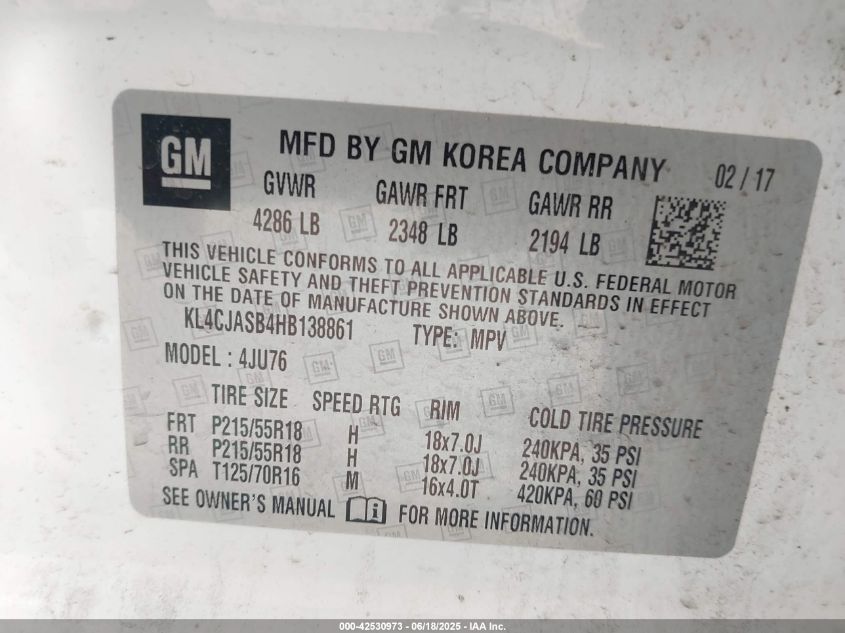 GM
MFD BY GM KOREA COMPANY 02 / 17
GVWR GAWR FRT GAWR RR
4286 LB 2348 LB 2194 LB
THIS VEHICLE CONFORMS TO ALL APPLICABLE U.S. FEDERAL MOTOR
VEHICLE SAFETY AND THEFT PREVENTION STANDARDS IN EFFECT
ON THE DATE OF MANUFACTURE SHOWN ABOVE.
KL4CJASB4HB138861 TYPE: MPV
MODEL : 4JU76
TIRE SIZE SPEED RTG RIM COLD TIRE PRESSURE
FRT P215/55R18 H 18x7.0J 240KPA, 35 PSI
RR P215/55R18 H 18x7.0J 240KPA, 35 PSI
SPA T125/70R16 M 16x4.0T 420KPA, 60 PSI
SEE OWNER'S MANUAL FOR MORE INFORMATION.
000-42530973 - 06/18/2025 - IAA Inc.